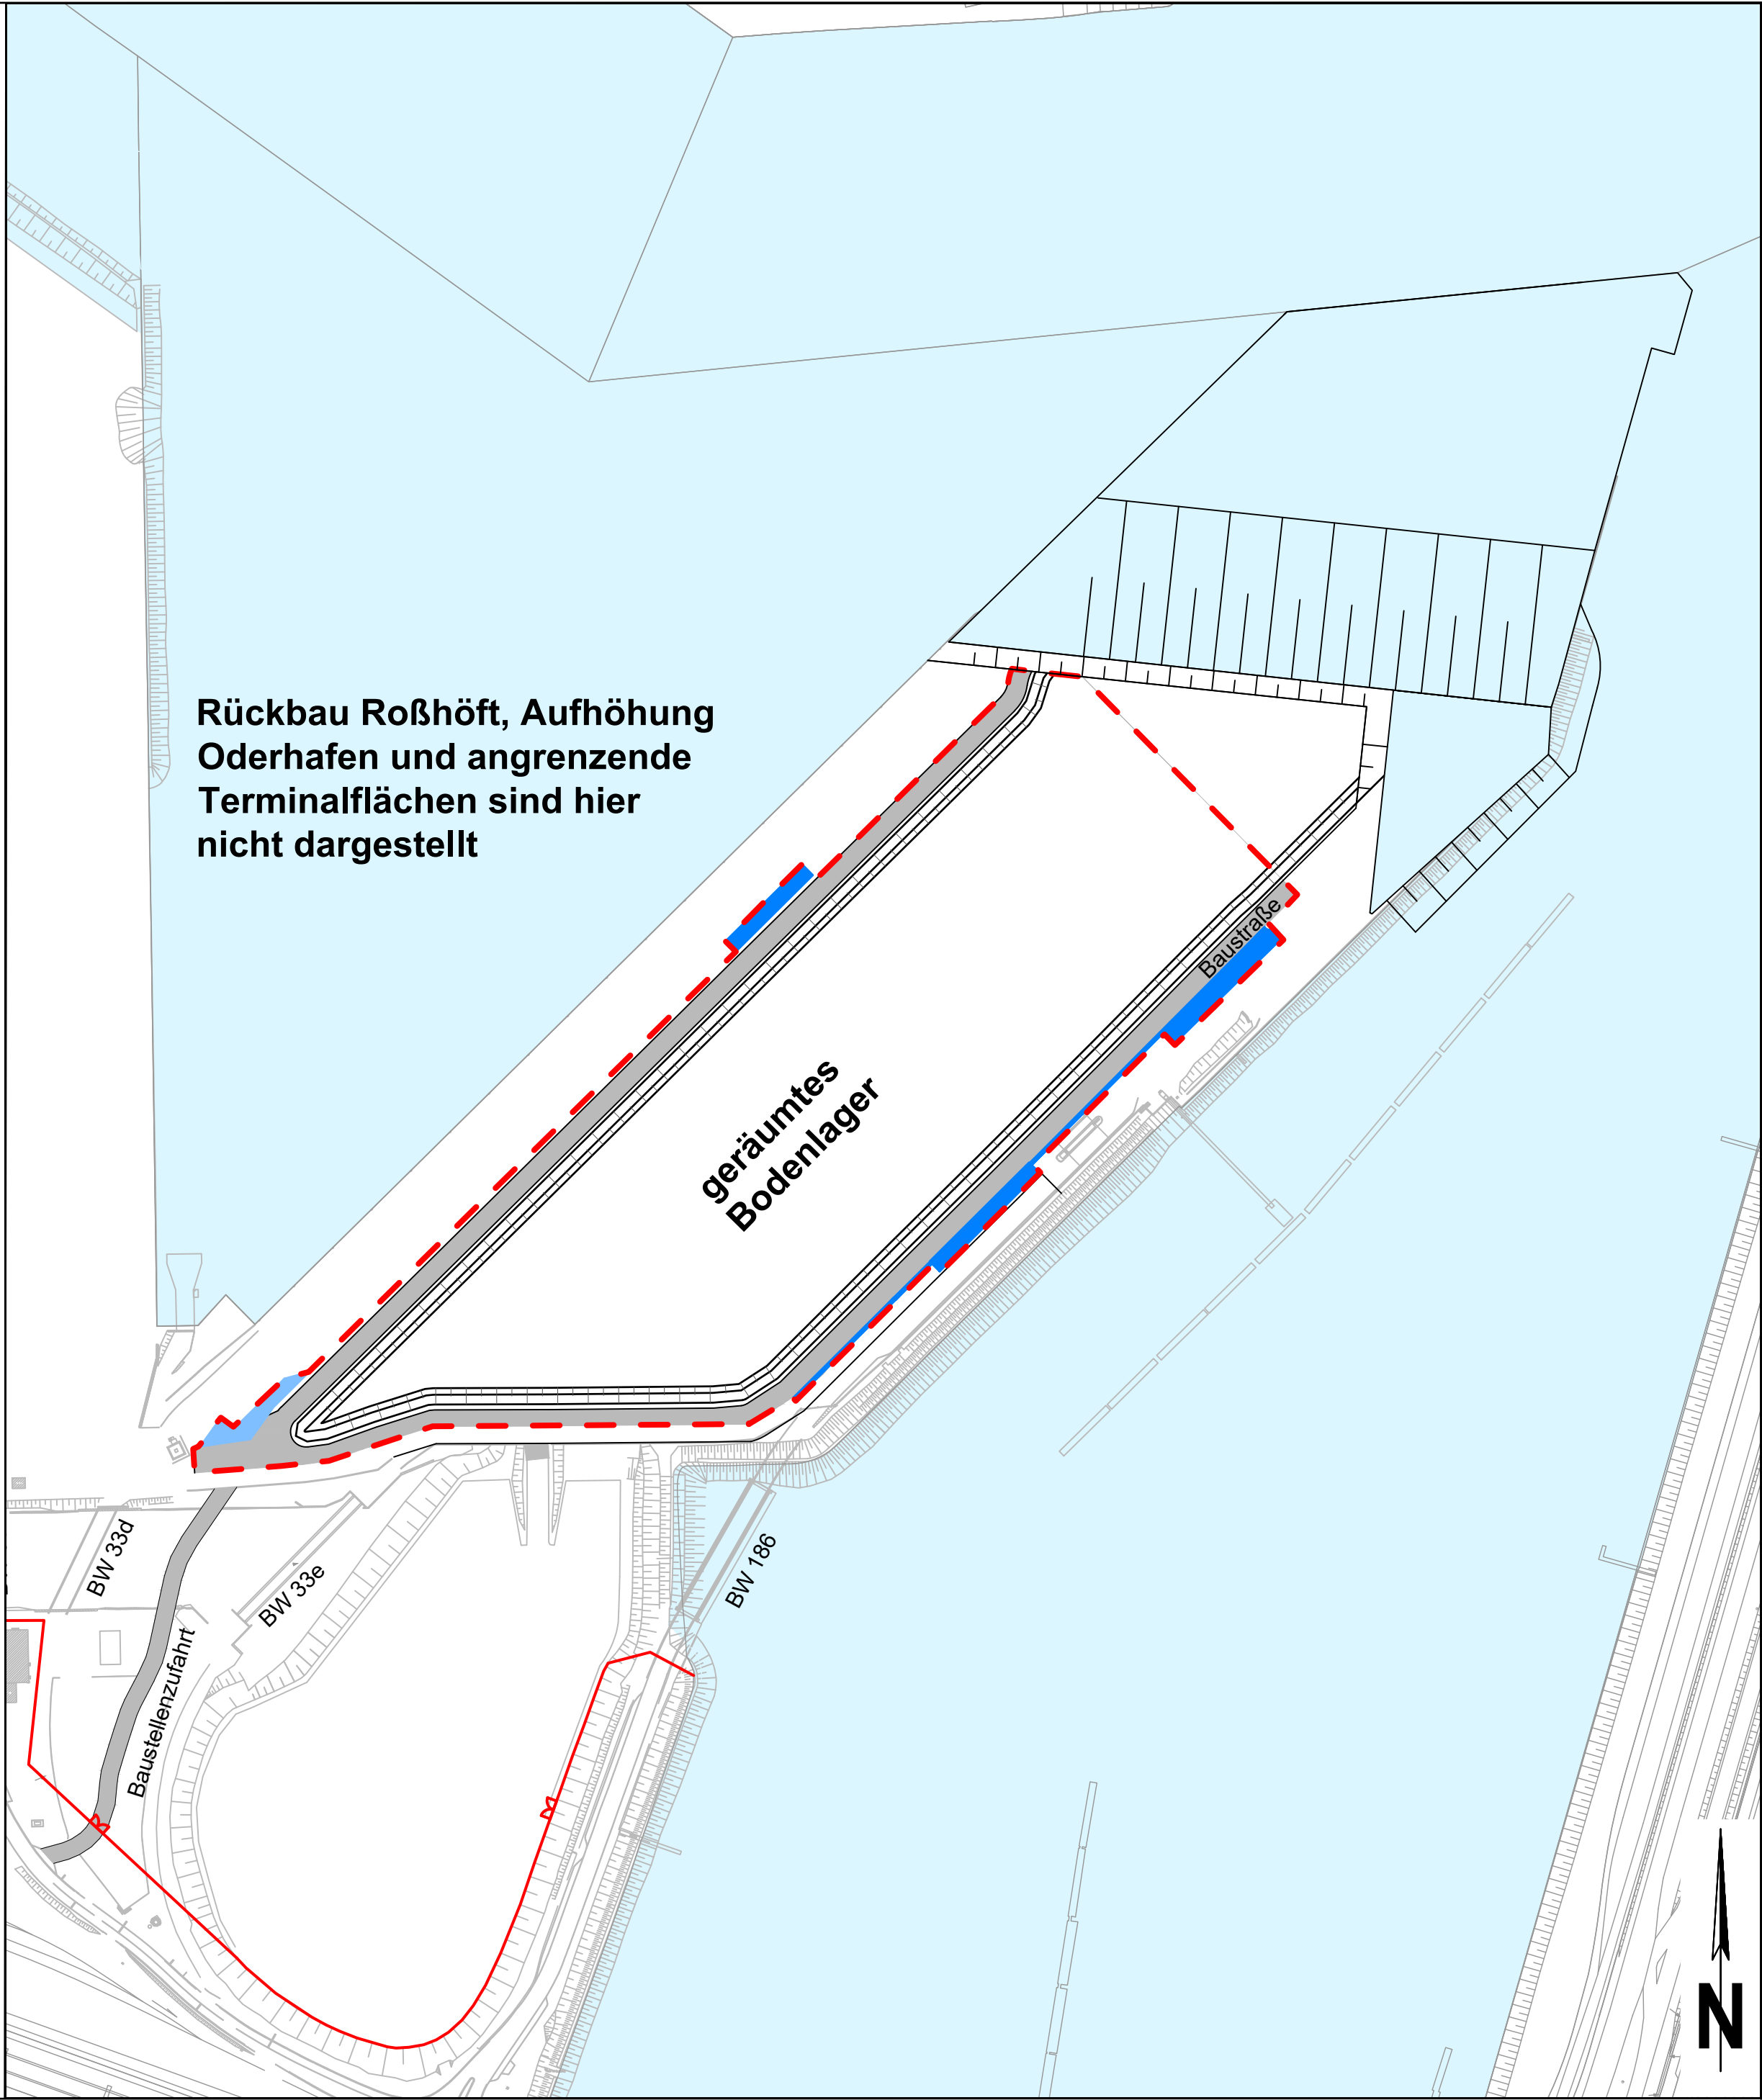 Rückbau Roßhöft, Aufhöhung
Oderhafen und angrenzende
Terminalflächen sind hier
nicht dargestellt
Baustraße
geräumtes
Bodenlager
BW 33d
BW 33e
BW 186
Baustellenzufahrt
N